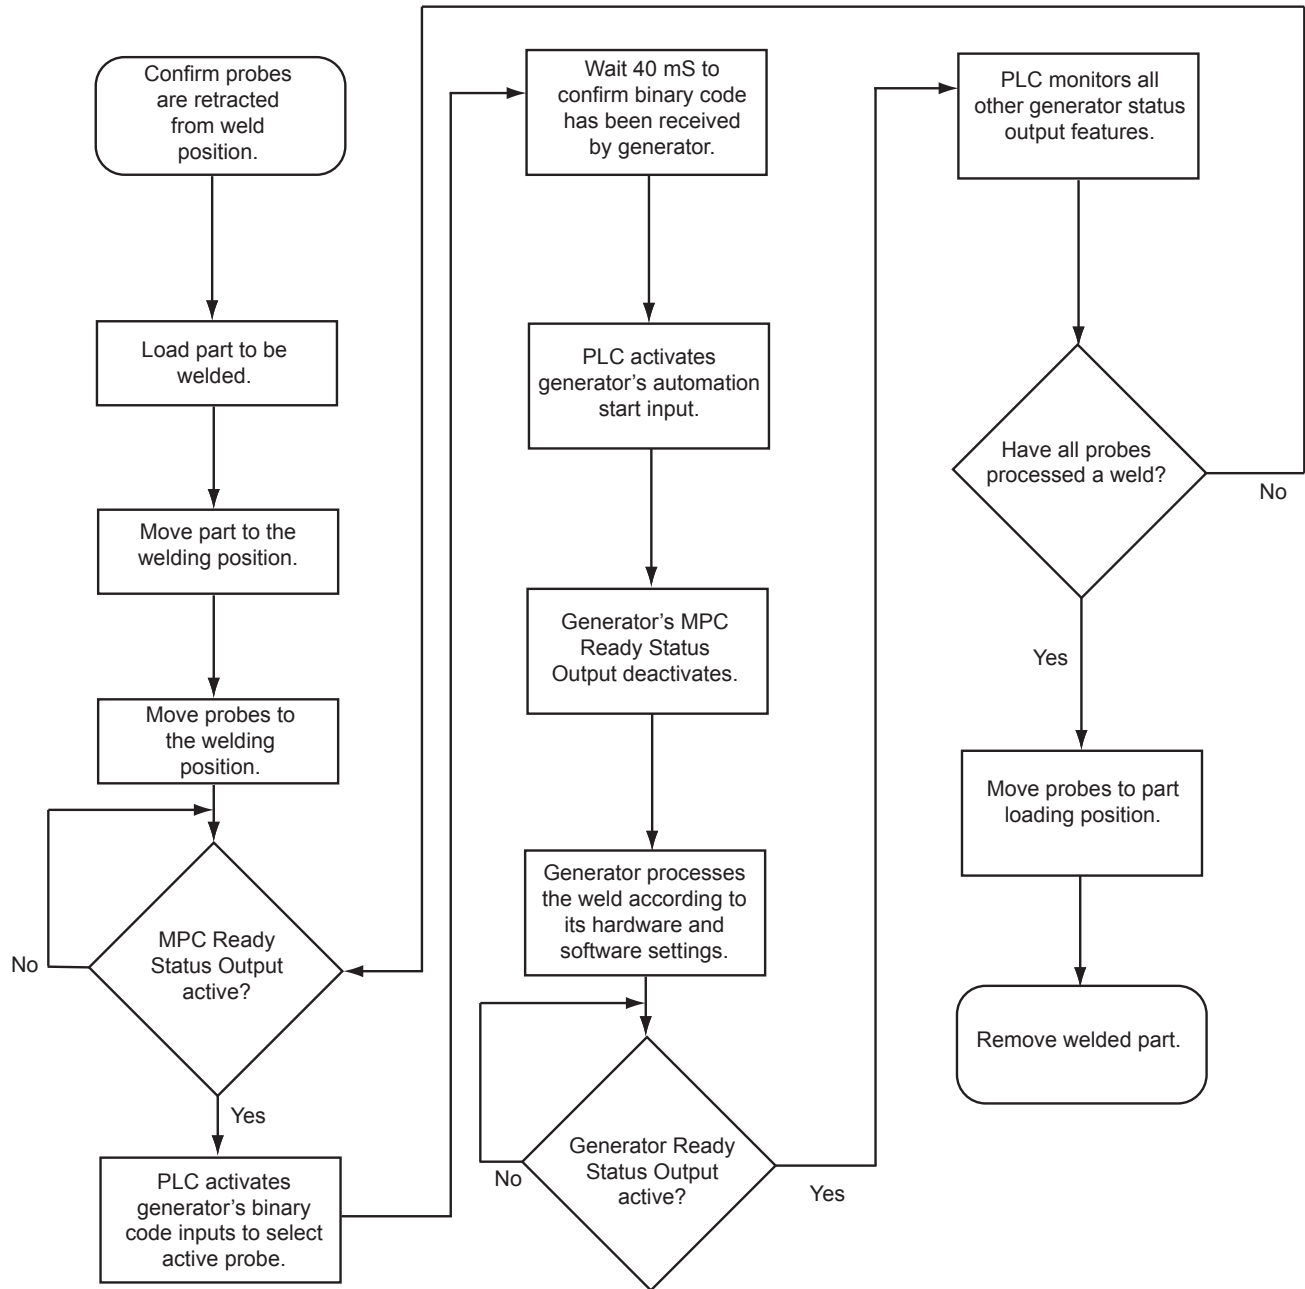 Confirm probes
are retracted
from weld
position.
Load part to be
welded.
Move part to the
welding position.
Move probes to
the welding
position.
MPC Ready
Status Output
active?
No
Yes
PLC activates
generator’s binary
code inputs to select
active probe.
Wait 40 mS to
confirm binary code
has been received
by generator.
PLC activates
generator’s automation
start input.
Generator’s MPC
Ready Status
Output deactivates.
Generator processes
the weld according to
its hardware and
software settings.
Generator Ready
Status Output
active?
No
Yes
PLC monitors all
other generator status
output features.
Have all probes
processed a weld?
No
Yes
Move probes to part
loading position.
Remove welded part.